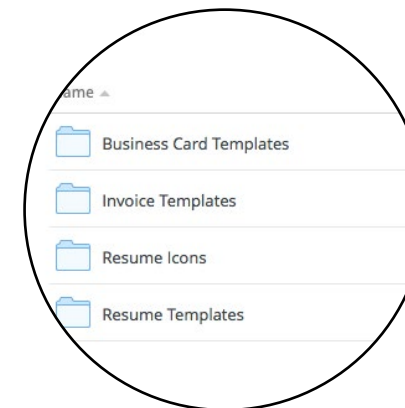 ame
Business Card Templates
Invoice Templates
Resume Icons
Resume Templates